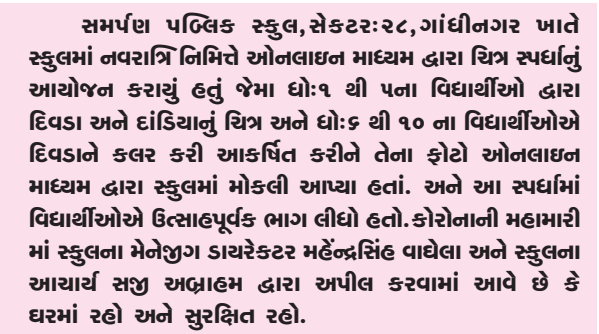 સમર્પણ પબ્લિક સ્કુલ,સેકટરઃ૨૮,ગાંધીનગર ખાતે
સ્કુલમાં નવરાત્રિ નિમિત્તે ઓનલાઇન માધ્યમ દ્વારા ચિત્ર સ્પર્ધાનું
આયોજન કરાયું હતું જેમા ધોઃ૧ થી ૫ના વિદ્યાર્થીઓ દ્વારા
દિવડા અને દાંડિયાનું ચિત્ર અને ધોઃ૬ થી ૧૦ ના વિદ્યાર્થીઓએ
દિવડાને કલર કરી આકર્ષિત કરીને તેના ફોટો ઓનલાઇન
માધ્યમ દ્વારા સ્કુલમાં મોકલી આપ્યા હતાં. અને આ સ્પર્ધામાં
વિદ્યાર્થીઓએ ઉત્સાહપૂર્વક ભાગ લીધો હતો.કોરોનાની મહામારી
માં સ્કુલના મેનેજીગ ડાયરેકટર મહેંન્દ્રસિંહ વાઘેલા અને સ્કુલના
આચાર્ય સજી અબ્રાહમ દ્વારા અપીલ કરવામાં આવે છે કે
ઘરમાં રહો અને સુરક્ષિત રહો.